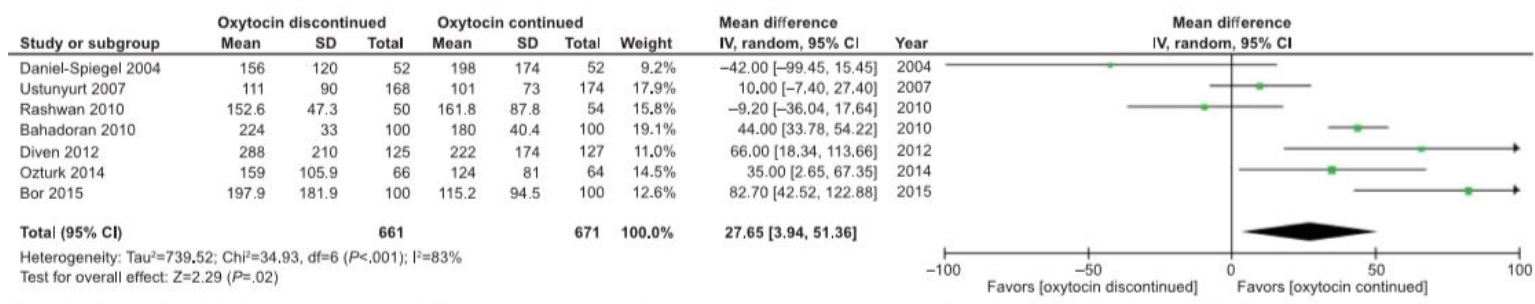 Oxytocin discontinued Oxytocin continued Mean difference Mean difference
Study or subgroup Mean SD Total Mean SD Total Weight IV, random, 95% CI Year IV, random, 95% CI
Daniel-Spiegel 2004 156 120 52 198 174 52 9.2% −42.00 [−99.45, 15.45] 2004
Ustunyurt 2007 111 90 168 101 73 174 17.9% 10.00 [−7.40, 27.40] 2007
Rashwan 2010 152.6 47.3 50 161.8 87.8 54 15.8% −9.20 [−36.04, 17.64] 2010
Bahadoran 2010 224 33 100 180 40.4 100 19.1% 44.00 [33.78, 54.22] 2010
Diven 2012 288 210 125 222 174 127 11.0% 66.00 [18.34, 113.66] 2012
Ozturk 2014 159 105.9 66 124 81 64 14.5% 35.00 [2.65, 67.35] 2014
Bor 2015 197.9 181.9 100 115.2 94.5 100 12.6% 82.70 [42.52, 122.88] 2015
Total (95% CI) 661 671 100.0% 27.65 [3.94, 51.36]
Heterogeneity: Tau²=739.52; Chi²=34.93, df=6 (P<.001); I²=83%
Test for overall effect: Z=2.29 (P=.02)
−100 −50 0 50 100
Favors [oxytocin discontinued] Favors [oxytocin continued]